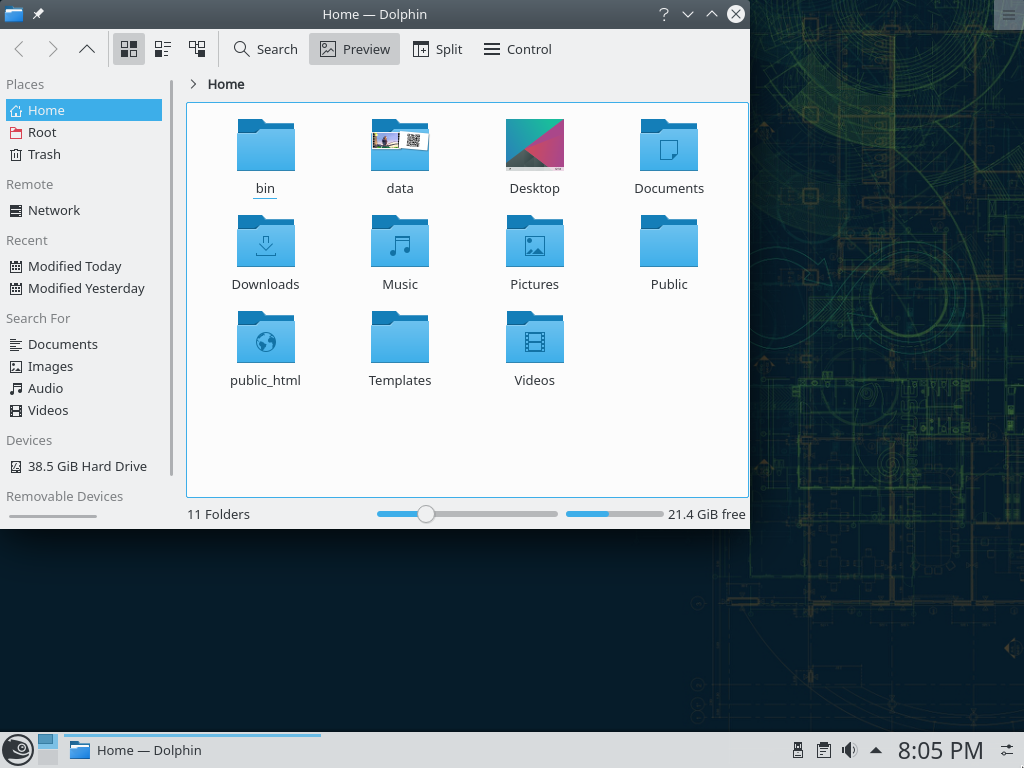 Home — Dolphin
Search
Preview
Split
Control
Places
Home
Root
Trash
Remote
Network
Recent
Modified Today
Modified Yesterday
Search For
Documents
Images
Audio
Videos
Devices
38.5 GiB Hard Drive
Removable Devices
Home
bin
data
Desktop
Documents
Downloads
Music
Pictures
Public
public_html
Templates
Videos
11 Folders
21.4 GiB free
Home — Dolphin
8:05 PM